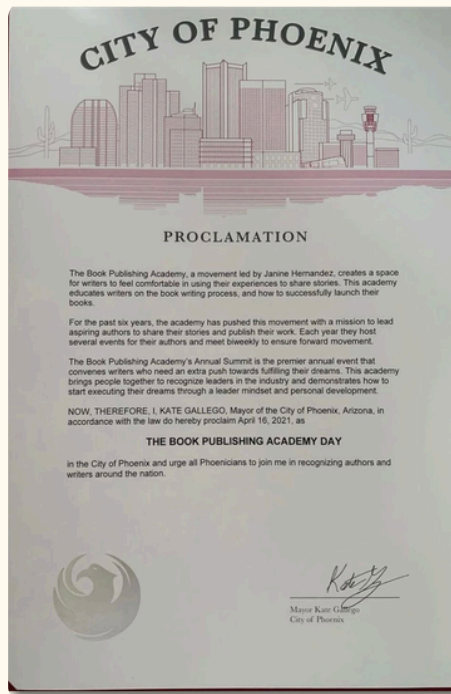 CITY OF PHOENIX
PROCLAMATION
The Book Publishing Academy, a movement led by Janine Hernandez, creates a space
for writers to feel comfortable in using their experiences to share stories. This academy
educates writers on the book writing process, and how to successfully launch their
books.
For the past six years, the academy has pushed this movement with a mission to lead
aspiring authors to share their stories and publish their work. Each year they host
several events for their authors and meet biweekly to ensure forward movement.
The Book Publishing Academy's Annual Summit is the premier annual event that
convenes writers who need an extra push towards fulfilling their dreams. This academy
brings people together to recognize leaders in the industry and demonstrates how to
start executing their dreams through a leader mindset and personal development.
NOW, THEREFORE, I, KATE GALLEGO, Mayor of the City of Phoenix, Arizona, in
accordance with the law do hereby proclaim April 16, 2021, as
THE BOOK PUBLISHING ACADEMY DAY
in the City of Phoenix and urge all Phoenicians to join me in recognizing authors and
writers around the nation.
Mayor Kate Gallego
City of Phoenix